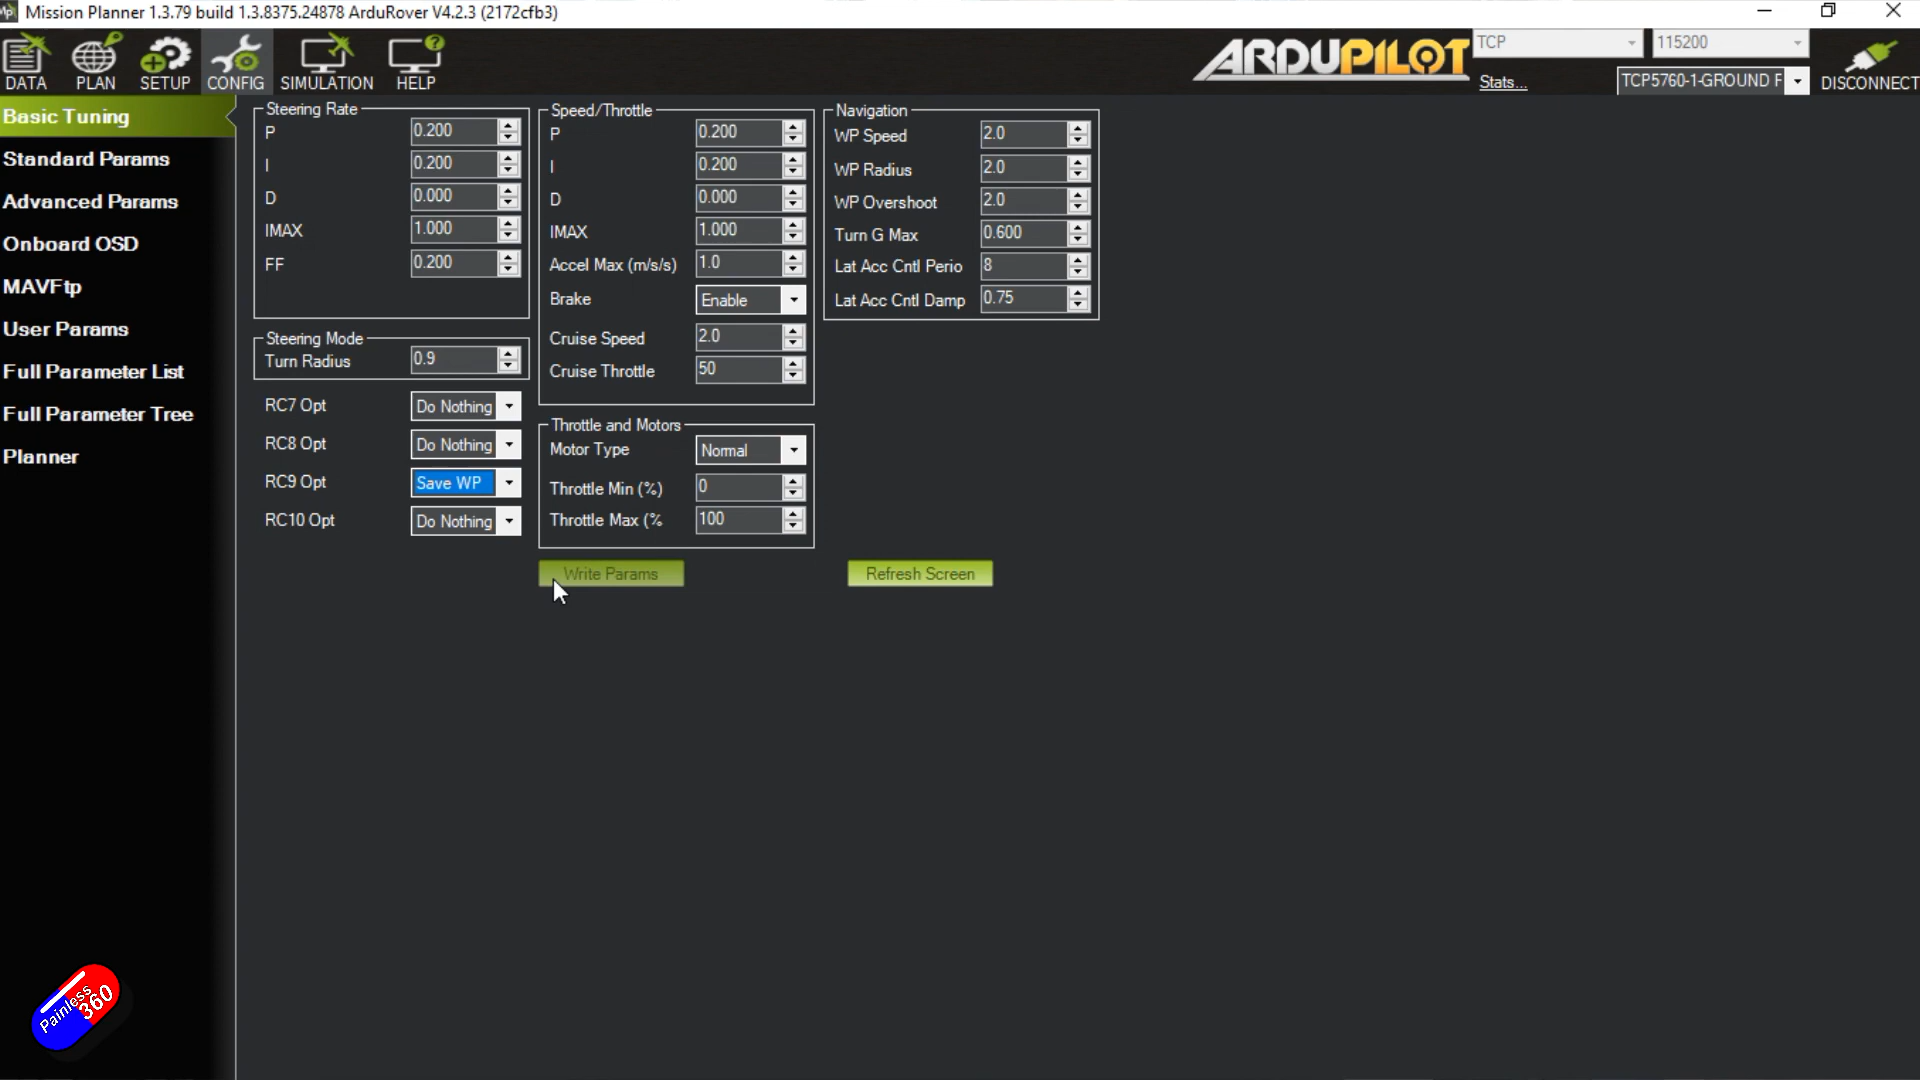 Mission Planner 1.3.79 build 1.3.8375.24878 ArduRover V4.2.3 (2172cfb3)
DATA
PLAN
SETUP
CONFIG
SIMULATION
HELP
ARDUPILOT
TCP
115200
Stats...
TCP5760-1-GROUND F
DISCONNECT
Basic Tuning
Standard Params
Advanced Params
Onboard OSD
MAVFtp
User Params
Full Parameter List
Full Parameter Tree
Planner
Steering Rate
P 0.200
I 0.200
D 0.000
IMAX 1.000
FF 0.200
Steering Mode
Turn Radius 0.9
RC7 Opt Do Nothing
RC8 Opt Do Nothing
RC9 Opt Save WP
RC10 Opt Do Nothing
Speed/Throttle
P 0.200
I 0.200
D 0.000
IMAX 1.000
Accel Max (m/s/s) 1.0
Brake Enable
Cruise Speed 2.0
Cruise Throttle 50
Throttle and Motors
Motor Type Normal
Throttle Min (%) 0
Throttle Max (% 100
Navigation
WP Speed 2.0
WP Radius 2.0
WP Overshoot 2.0
Turn G Max 0.600
Lat Acc Cntl Perio 8
Lat Acc Cntl Damp 0.75
Write Params
Refresh Screen
Painless
360